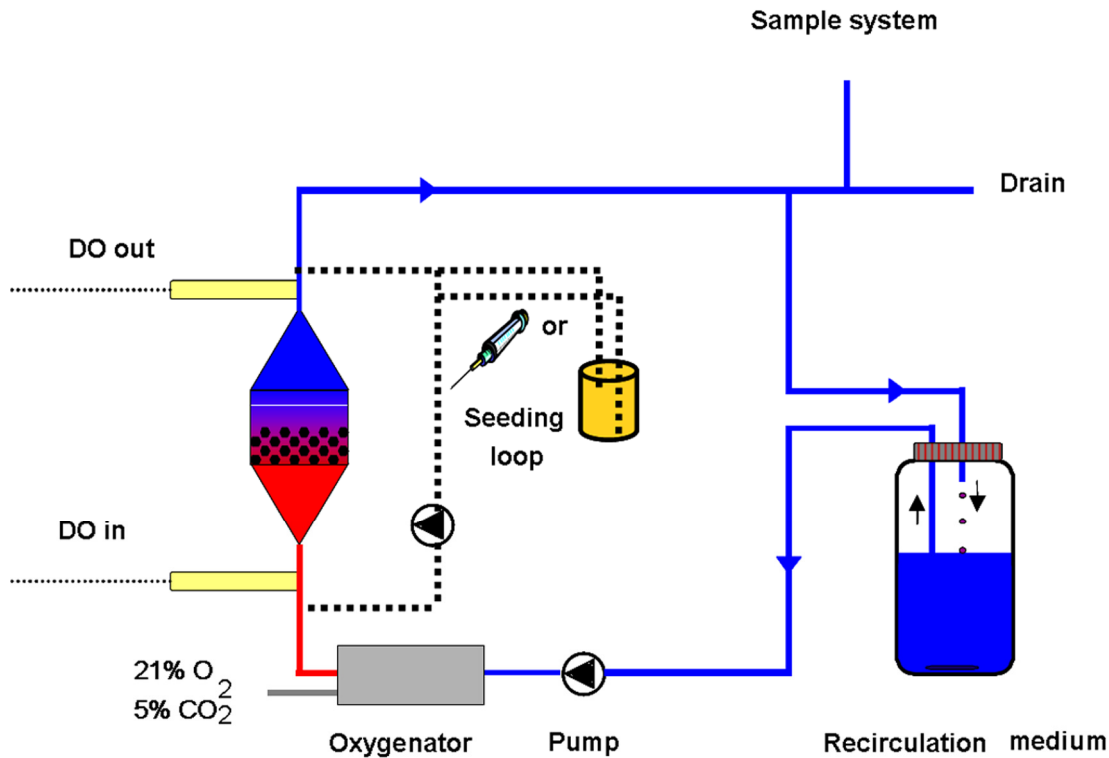 Sample system
Drain
DO out
or
Seeding
loop
DO in
21% O2
5% CO2
Oxygenator
Pump
Recirculation medium